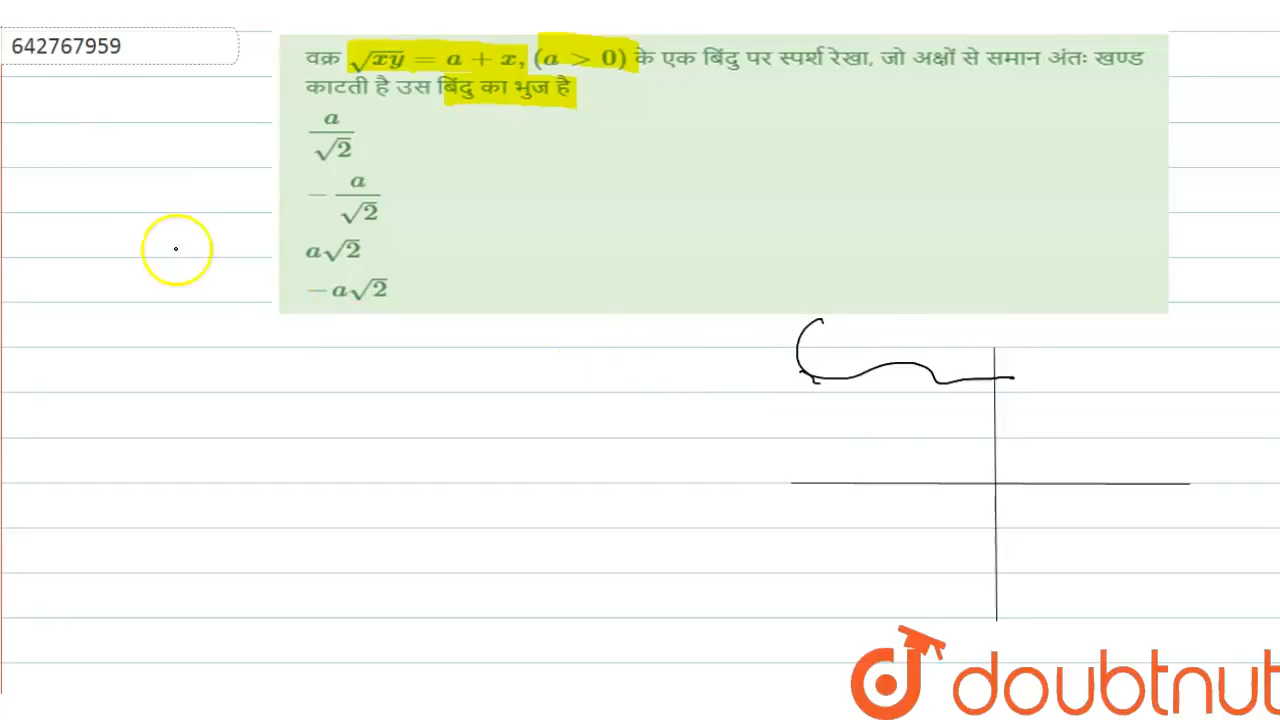 642767959
वक्र √xy = a + x, (a > 0) के एक बिंदु पर स्पर्श रेखा, जो अक्षों से समान अंतः खण्ड
काटती है उस बिंदु का भुज है
a/√2
− a/√2
a√2
−a√2
doubtnut